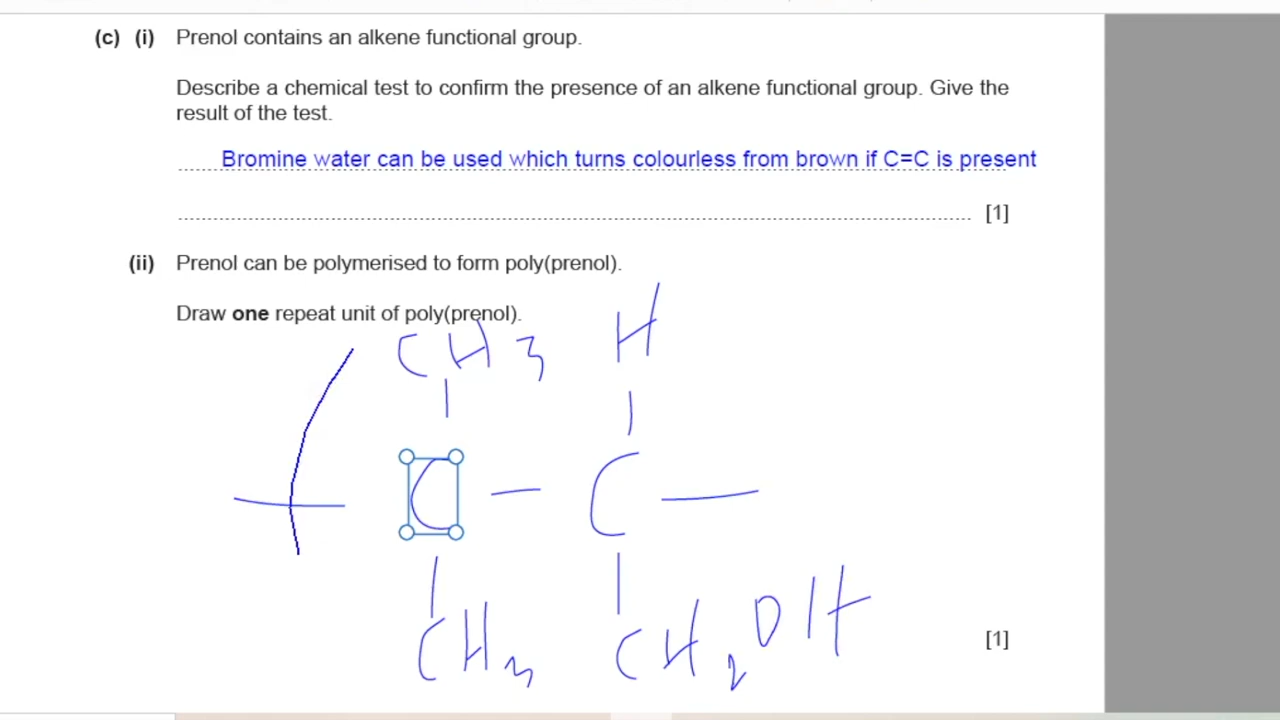 (c) (i) Prenol contains an alkene functional group.
Describe a chemical test to confirm the presence of an alkene functional group. Give the
result of the test.
Bromine water can be used which turns colourless from brown if C=C is present
[1]
(ii) Prenol can be polymerised to form poly(prenol).
Draw one repeat unit of poly(prenol).
CH3 H
C - C -
CH3 CH2OH
[1]